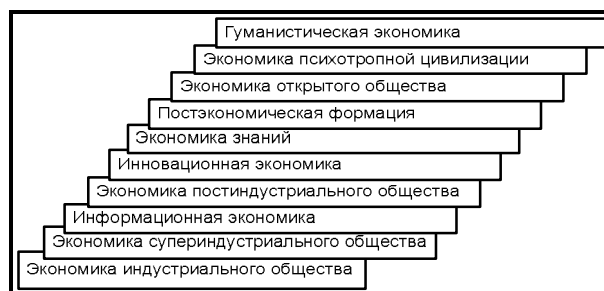 Гуманистическая экономика
Экономика психотропной цивилизации
Экономика открытого общества
Постэкономическая формация
Экономика знаний
Инновационная экономика
Экономика постиндустриального общества
Информационная экономика
Экономика супериндустриального общества
Экономика индустриального общества